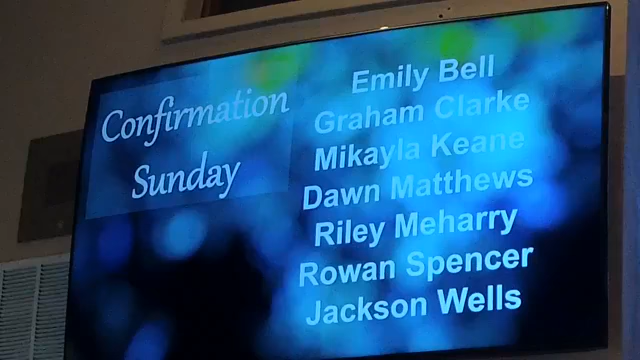 Confirmation
Sunday
Emily Bell
Graham Clarke
Mikayla Keane
Dawn Matthews
Riley Meharry
Rowan Spencer
Jackson Wells